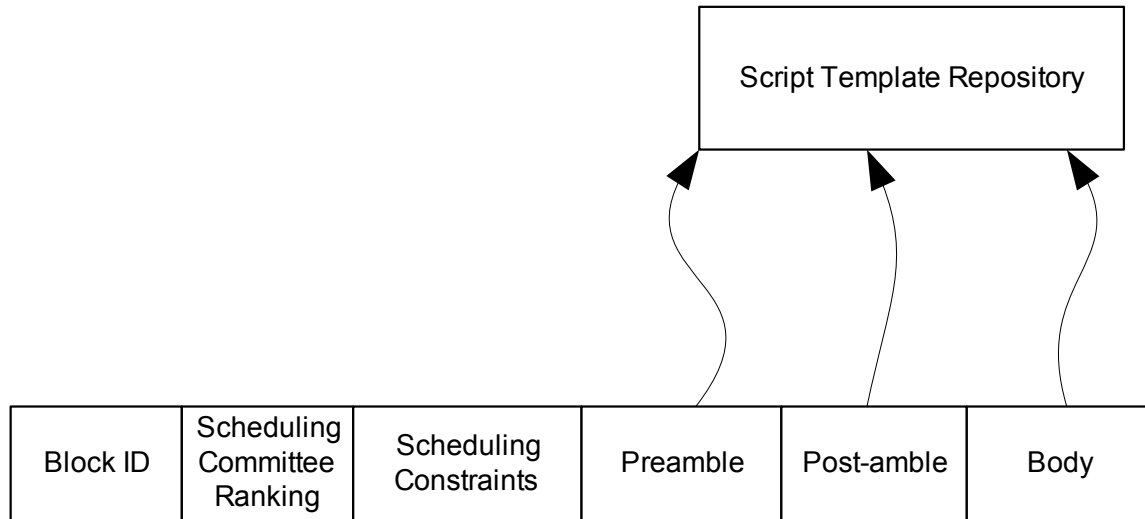 Script Template Repository
Block ID
Scheduling
Committee
Ranking
Scheduling
Constraints
Preamble
Post-amble
Body